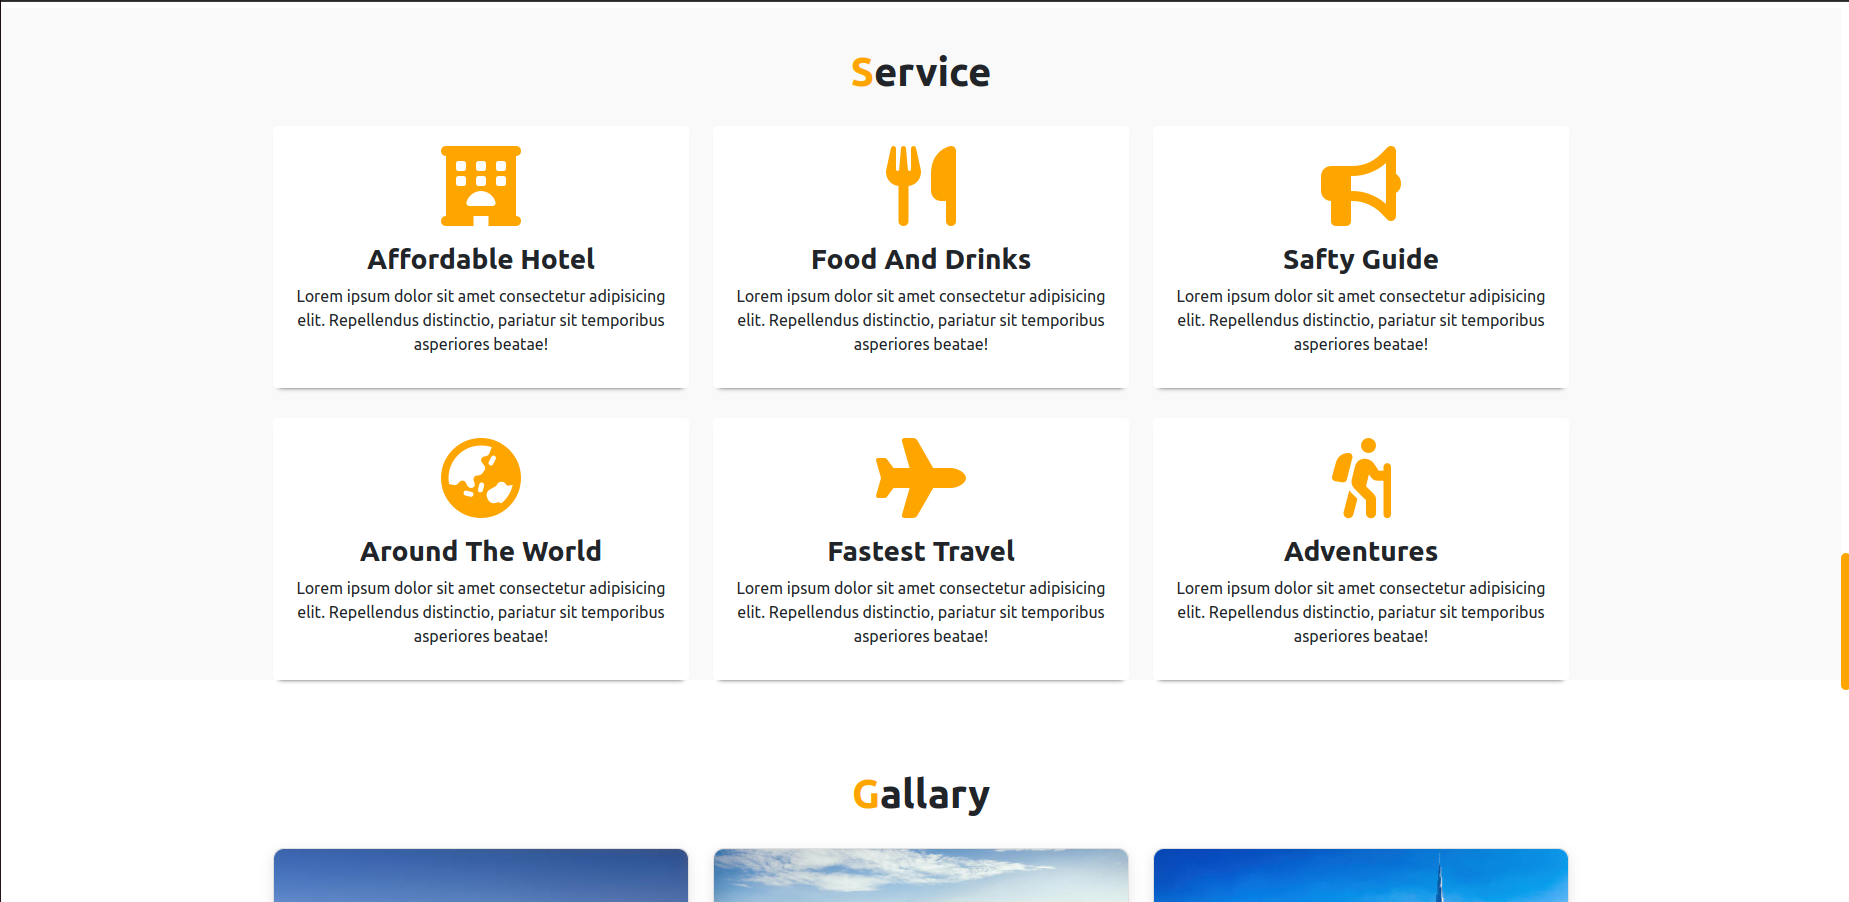 Service
Affordable Hotel
Lorem ipsum dolor sit amet consectetur adipisicing
elit. Repellendus distinctio, pariatur sit temporibus
asperiores beatae!
Food And Drinks
Lorem ipsum dolor sit amet consectetur adipisicing
elit. Repellendus distinctio, pariatur sit temporibus
asperiores beatae!
Safty Guide
Lorem ipsum dolor sit amet consectetur adipisicing
elit. Repellendus distinctio, pariatur sit temporibus
asperiores beatae!
Around The World
Lorem ipsum dolor sit amet consectetur adipisicing
elit. Repellendus distinctio, pariatur sit temporibus
asperiores beatae!
Fastest Travel
Lorem ipsum dolor sit amet consectetur adipisicing
elit. Repellendus distinctio, pariatur sit temporibus
asperiores beatae!
Adventures
Lorem ipsum dolor sit amet consectetur adipisicing
elit. Repellendus distinctio, pariatur sit temporibus
asperiores beatae!
Gallary